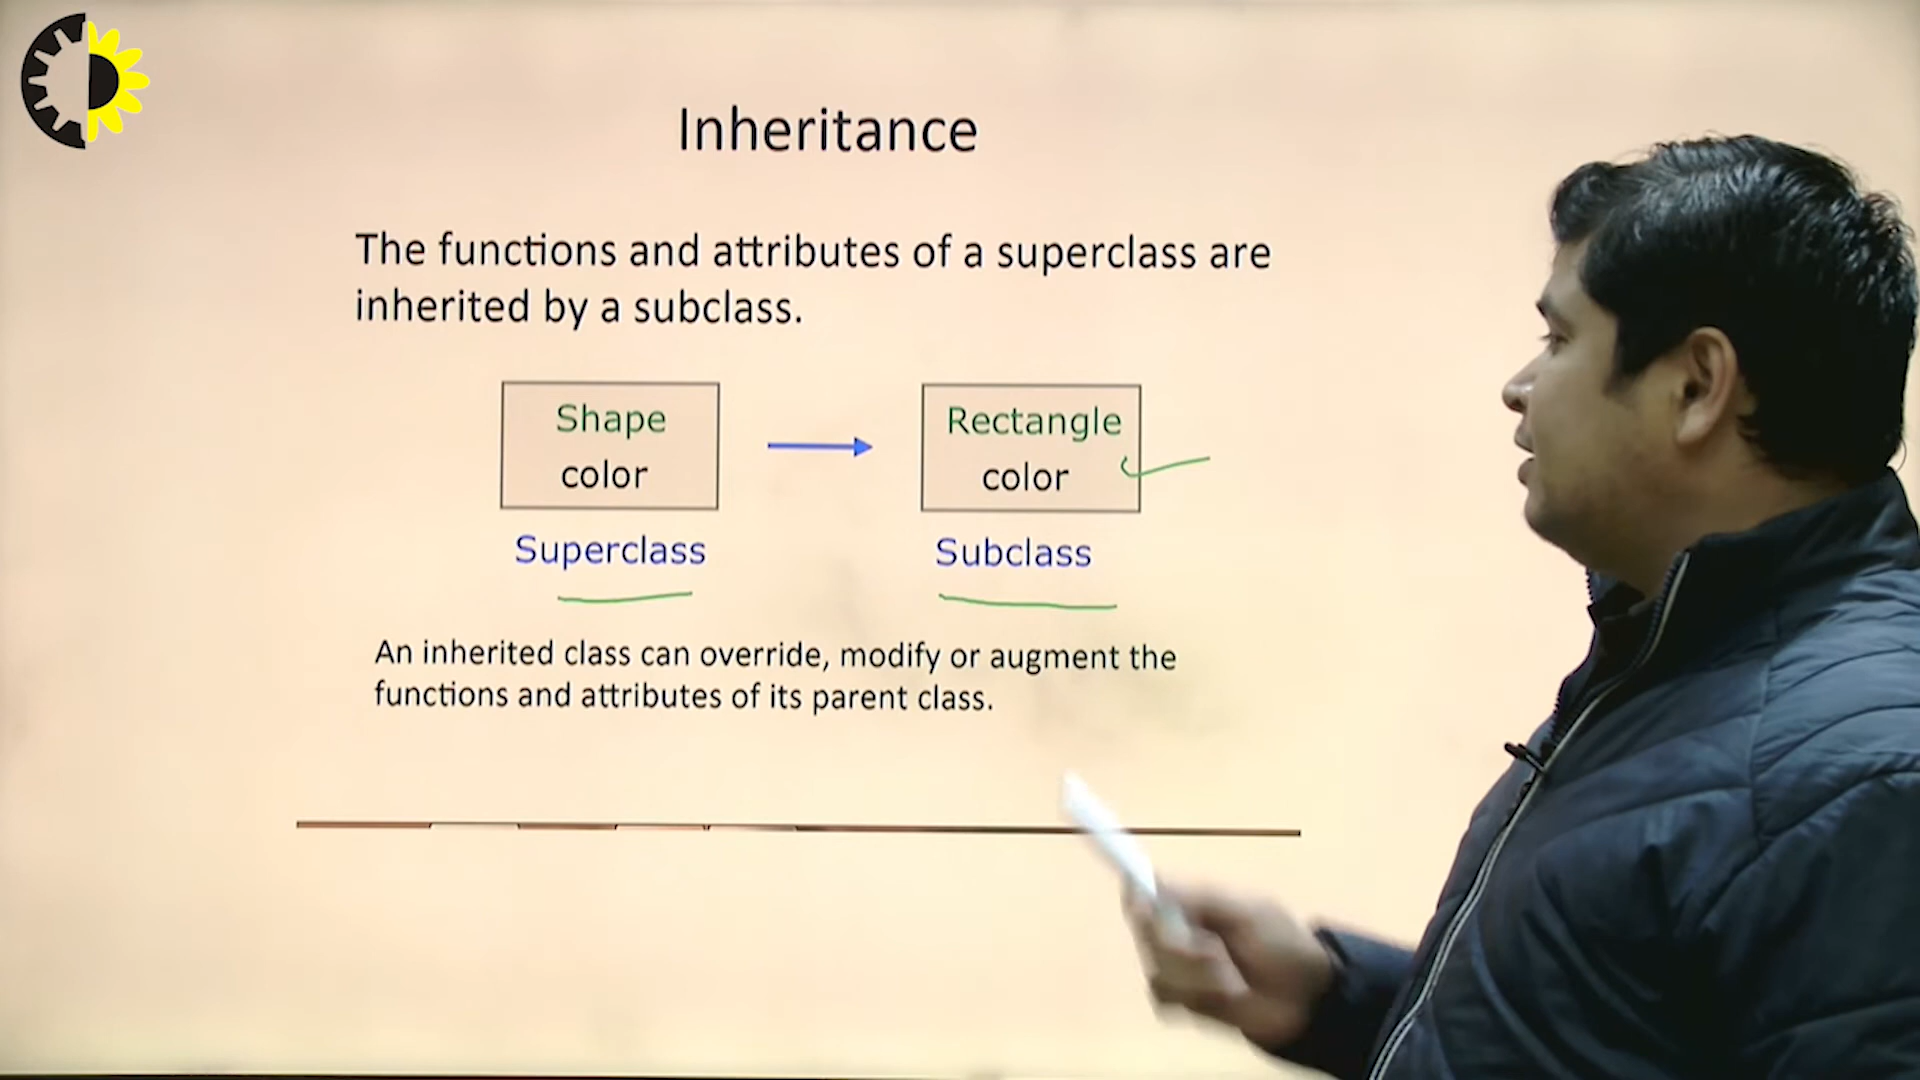 Inheritance
The functions and attributes of a superclass are
inherited by a subclass.
Shape
color
Rectangle
color
Superclass
Subclass
An inherited class can override, modify or augment the
functions and attributes of its parent class.